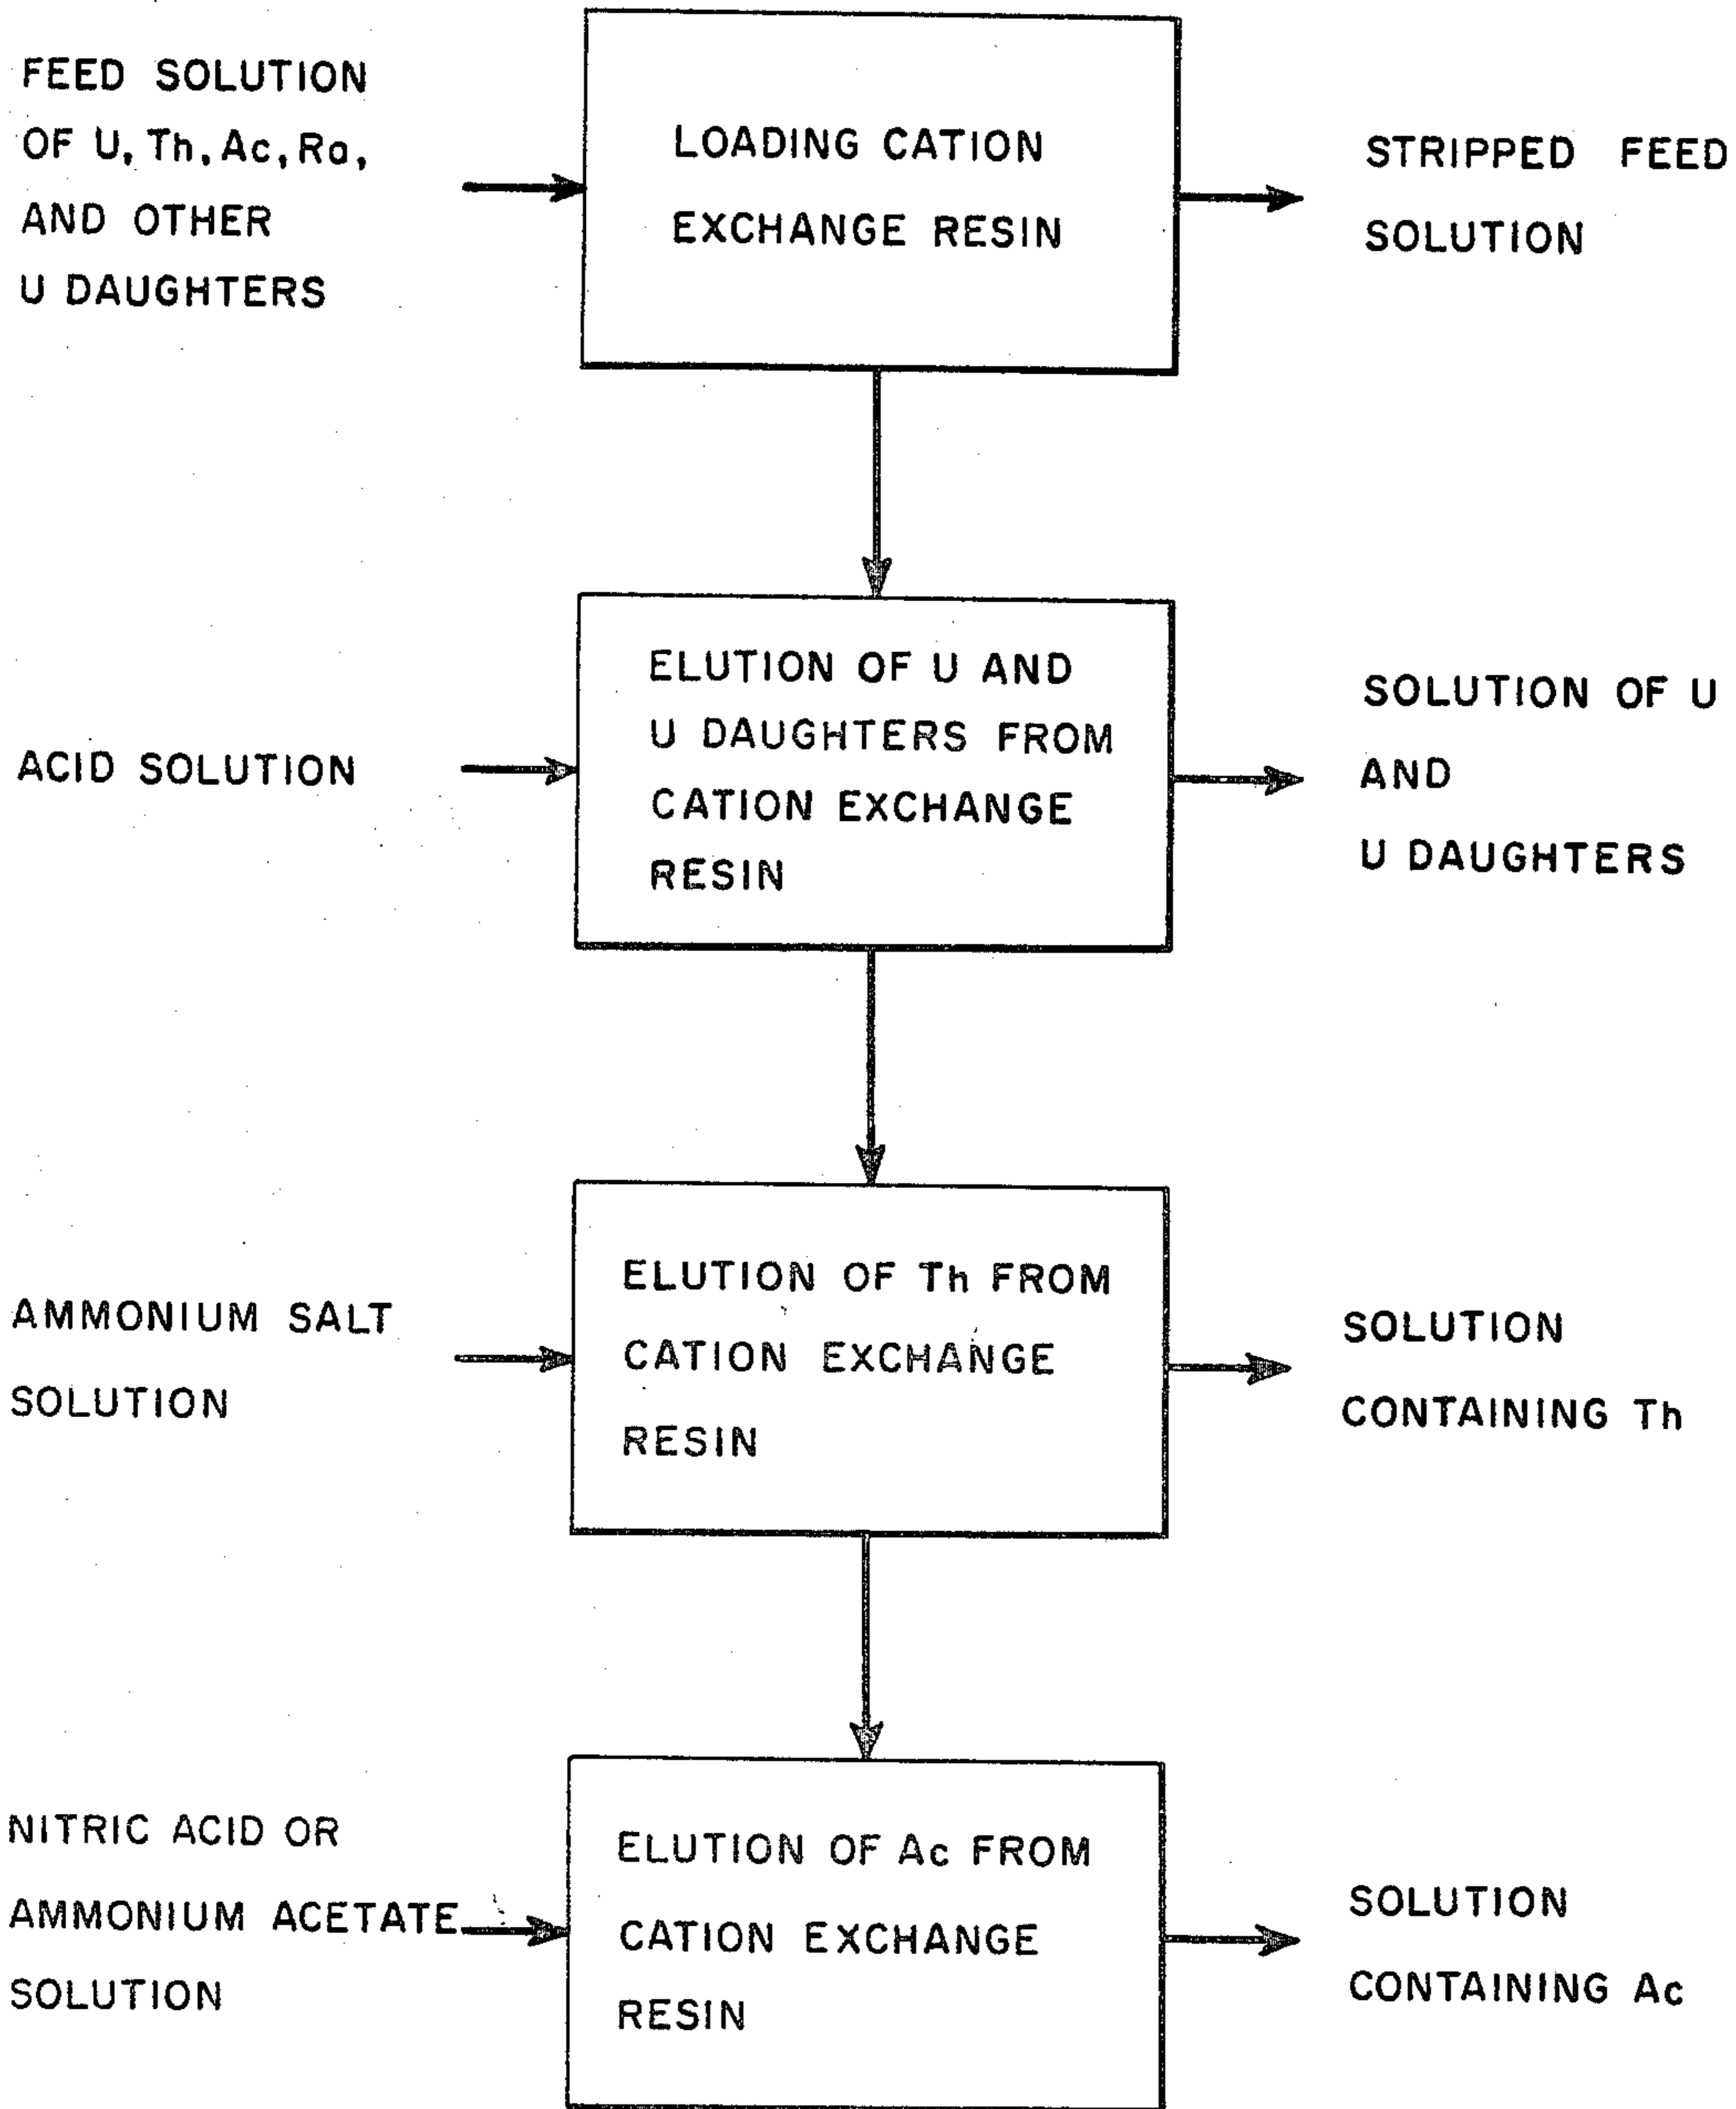 FEED SOLUTION
OF U, Th, Ac, Ra,
AND OTHER
U DAUGHTERS
LOADING CATION
EXCHANGE RESIN
STRIPPED FEED
SOLUTION
ACID SOLUTION
ELUTION OF U AND
U DAUGHTERS FROM
CATION EXCHANGE
RESIN
SOLUTION OF U
AND
U DAUGHTERS
AMMONIUM SALT
SOLUTION
ELUTION OF Th FROM
CATION EXCHANGE
RESIN
SOLUTION
CONTAINING Th
NITRIC ACID OR
AMMONIUM ACETATE
SOLUTION
ELUTION OF Ac FROM
CATION EXCHANGE
RESIN
SOLUTION
CONTAINING Ac